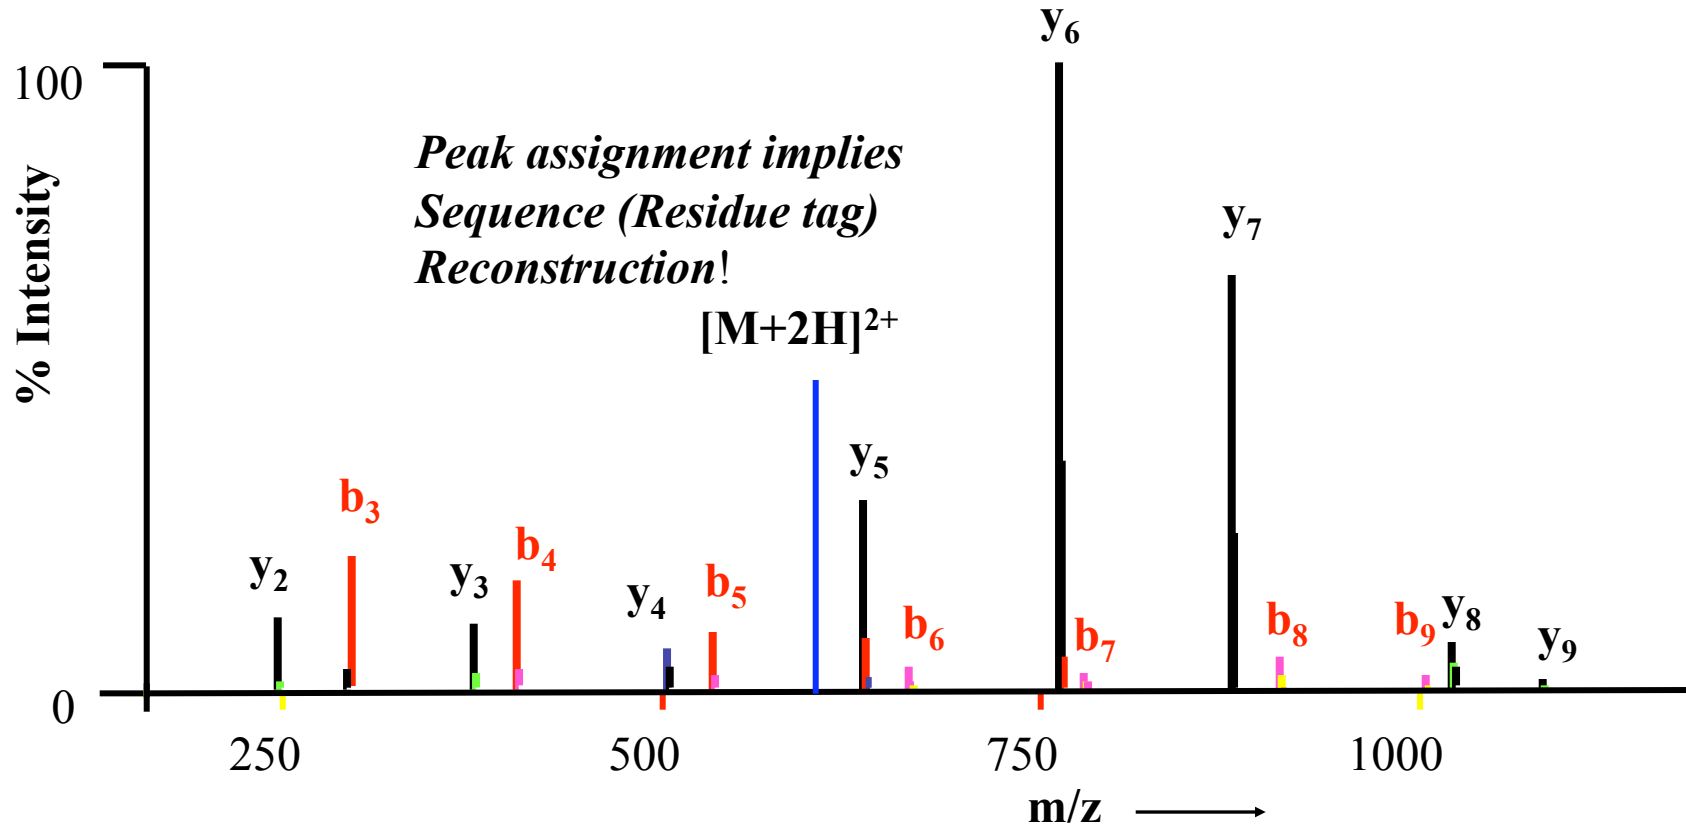 y₆
100
Peak assignment implies
Sequence (Residue tag)
Reconstruction!
y₇
[M+2H]²⁺
% Intensity
y₅
b₃
b₄
y₂
y₃
y₄
b₅
b₆
b₇
b₈
b₉
y₈
y₉
0
250
500
750
1000
m/z